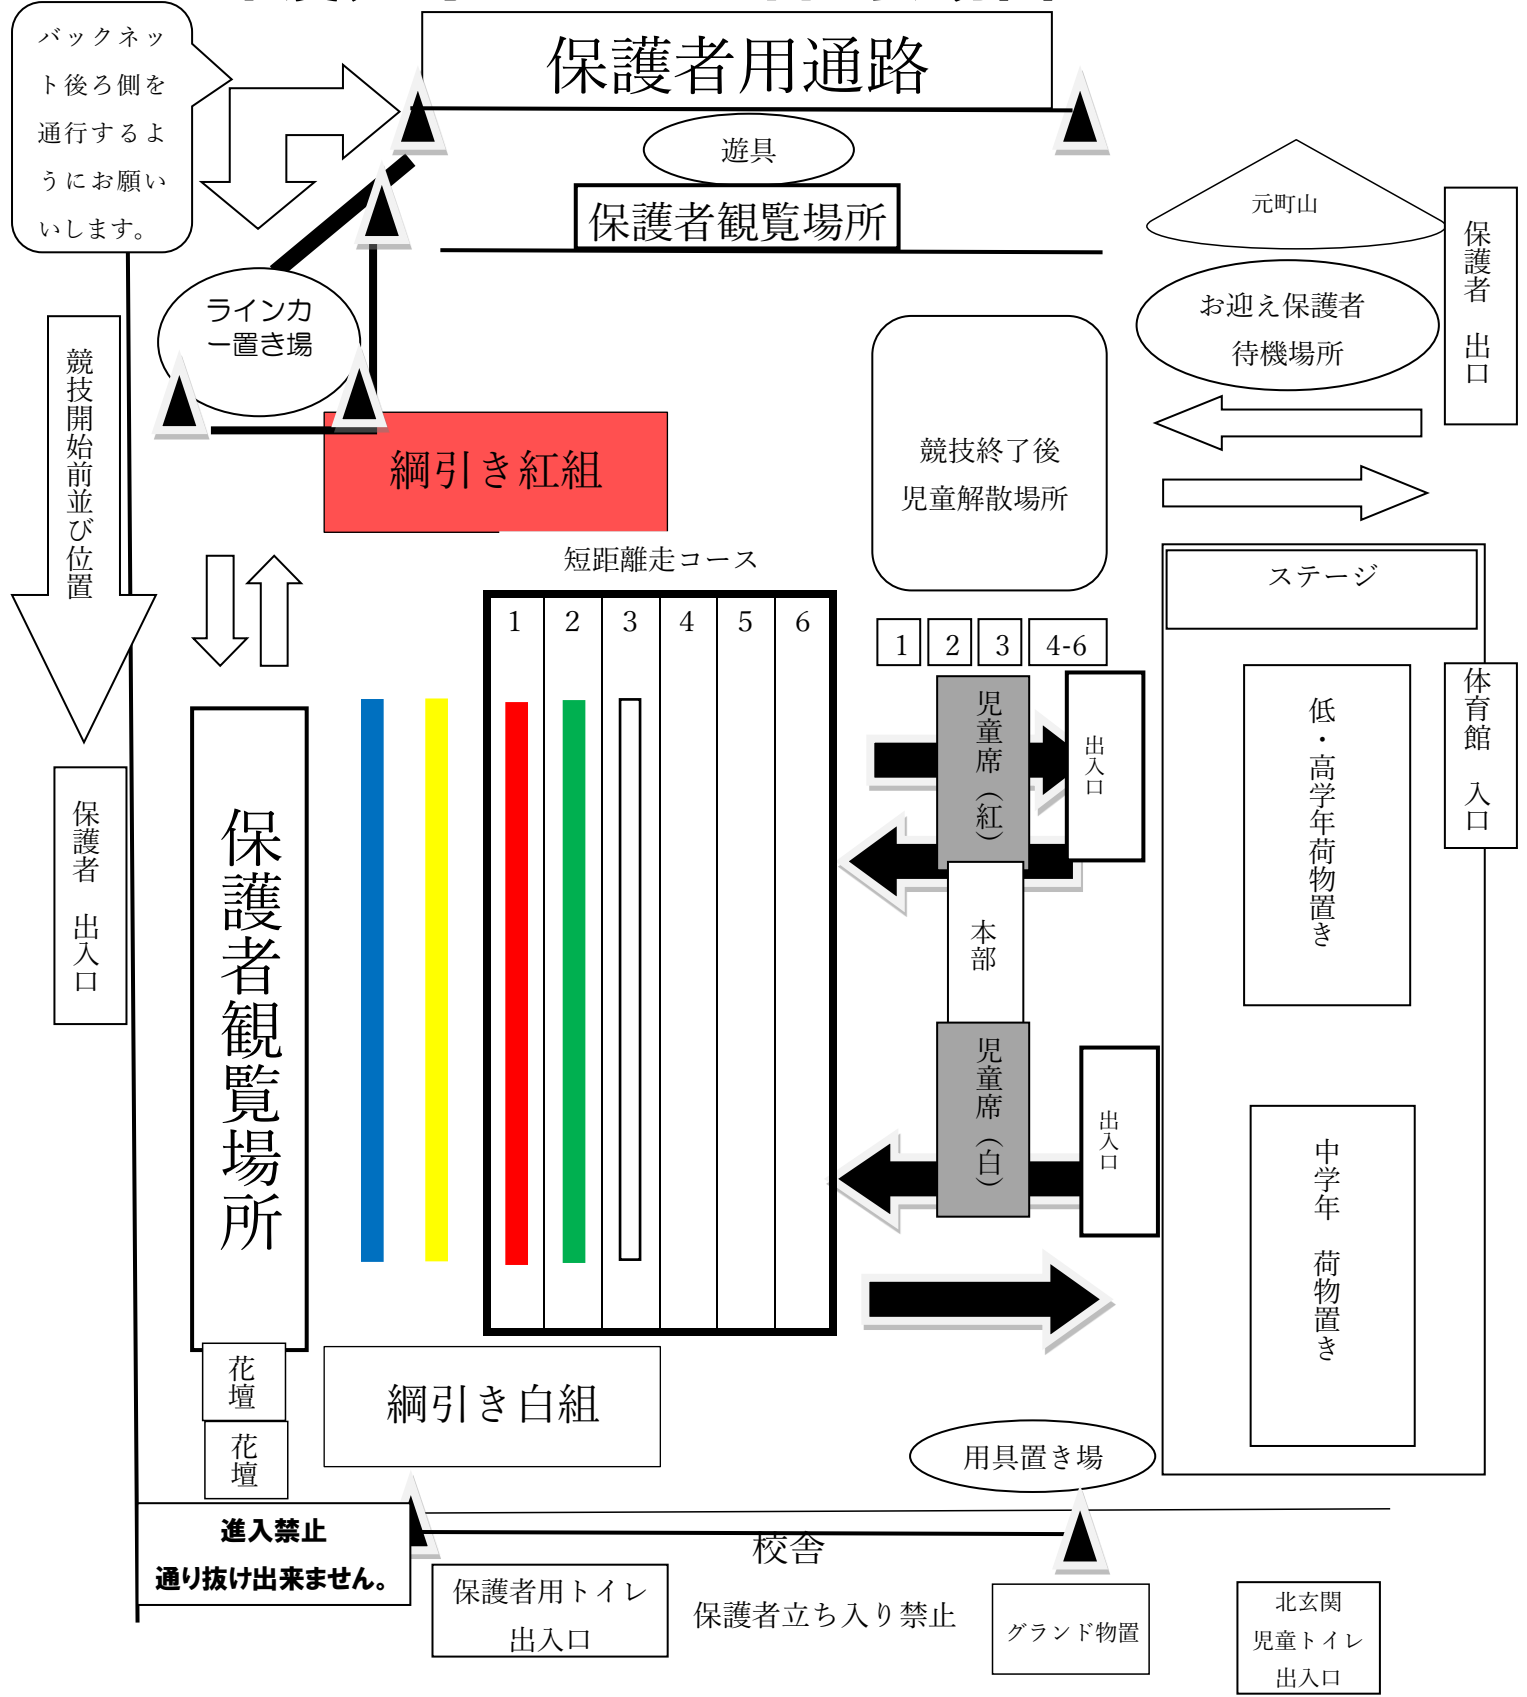 バックネッ
ト後ろ側を
通行するよ
うにお願い
いします。
保護者用通路
遊具
保護者観覧場所
元町山
保護者　出口
お迎え保護者
待機場所
ラインカ
ー置き場
競技開始前並び位置
綱引き紅組
競技終了後
児童解散場所
短距離走コース
1 2 3 4 5 6
1 2 3 4-6
ステージ
児童席（紅）
出入口
体育館　入口
低・高学年荷物置き
保護者　出入口
保護者観覧場所
本部
児童席（白）
出入口
中学年　荷物置き
花壇
花壇
綱引き白組
用具置き場
進入禁止
通り抜け出来ません。
校舎
保護者用トイレ
出入口
保護者立ち入り禁止
グランド物置
北玄関
児童トイレ
出入口